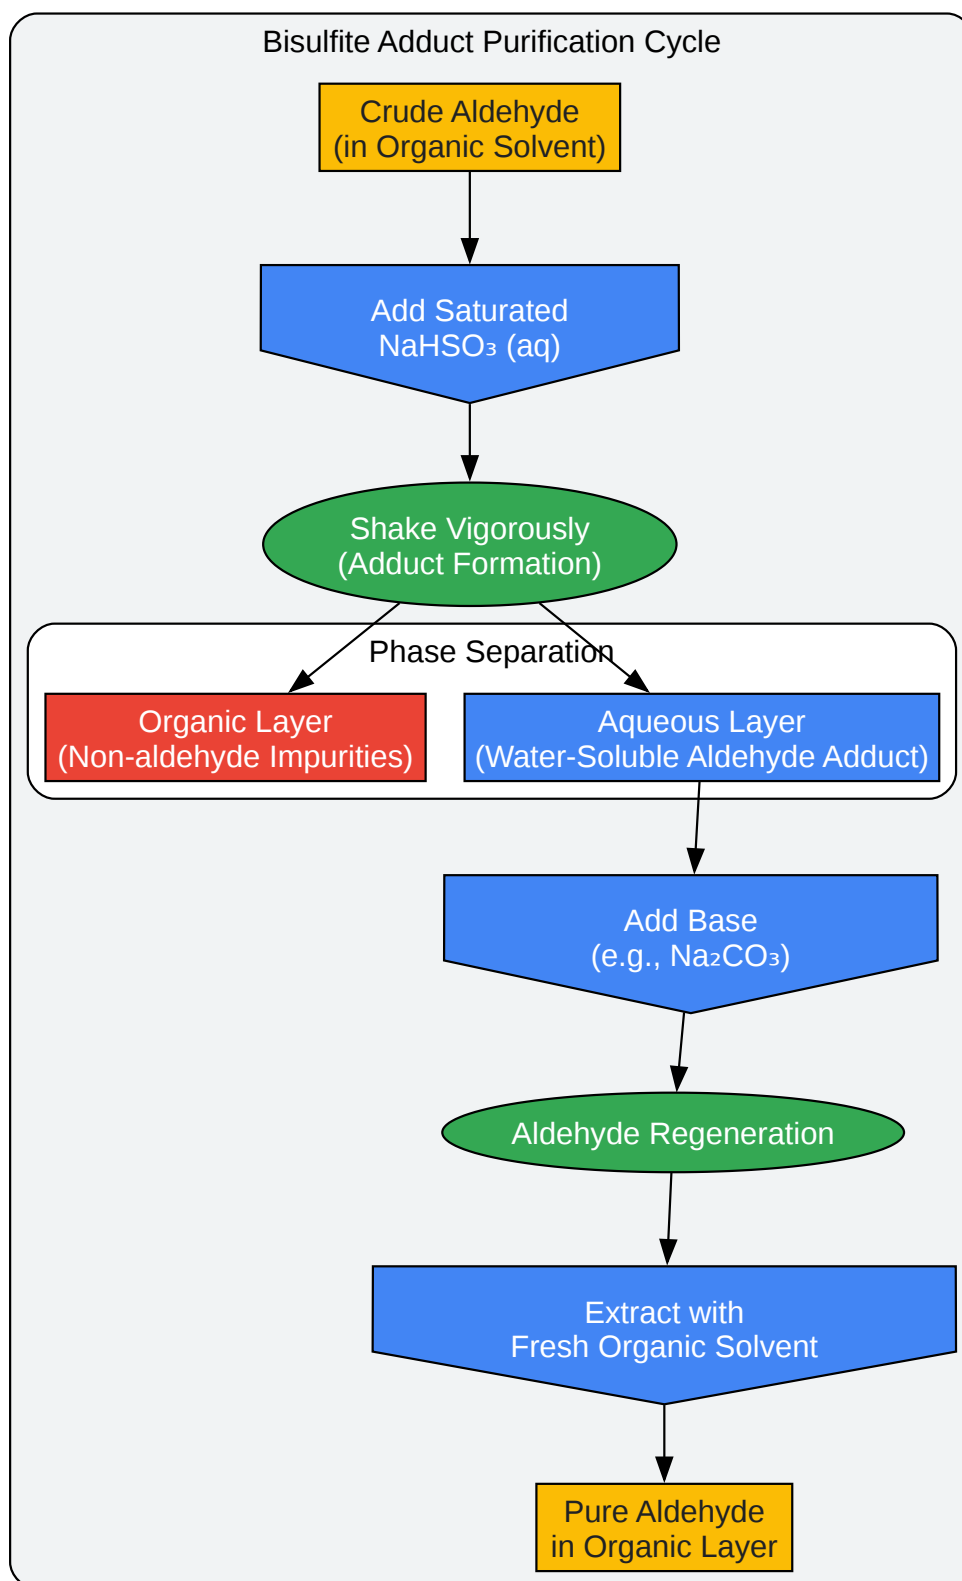 Bisulfite Adduct Purification Cycle
Crude Aldehyde
(in Organic Solvent)
Add Saturated
NaHSO₃ (aq)
Shake Vigorously
(Adduct Formation)
Phase Separation
Organic Layer
(Non-aldehyde Impurities)
Aqueous Layer
(Water-Soluble Aldehyde Adduct)
Add Base
(e.g., Na₂CO₃)
Aldehyde Regeneration
Extract with
Fresh Organic Solvent
Pure Aldehyde
in Organic Layer